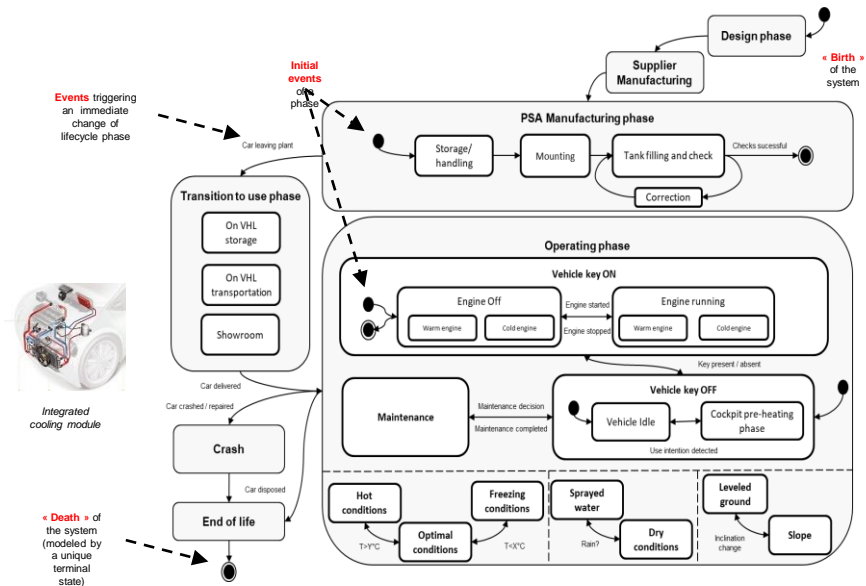 Design phase
« Birth »
of the
system
Supplier
Manufacturing
Initial
events
of a
phase
Events triggering
an immediate
change of
lifecycle phase
PSA Manufacturing phase
Car leaving plant
Storage/
handling
Mounting
Tank filling and check
Checks sucessful
Correction
Transition to use phase
On VHL
storage
On VHL
transportation
Showroom
Operating phase
Vehicle key ON
Engine Off
Warm engine
Cold engine
Engine started
Engine stopped
Engine running
Warm engine
Cold engine
Key present / absent
Integrated
cooling module
Car delivered
Car crashed / repaired
Maintenance
Maintenance decision
Maintenance completed
Vehicle key OFF
Vehicle Idle
Cockpit pre-heating
phase
Use intention detected
Crash
Car disposed
End of life
« Death » of
the system
(modeled by
a unique
terminal
state)
Hot
conditions
Freezing
conditions
Optimal
conditions
T>Y°C
T<X°C
Sprayed
water
Dry
conditions
Rain?
Leveled
ground
Slope
Inclination
change